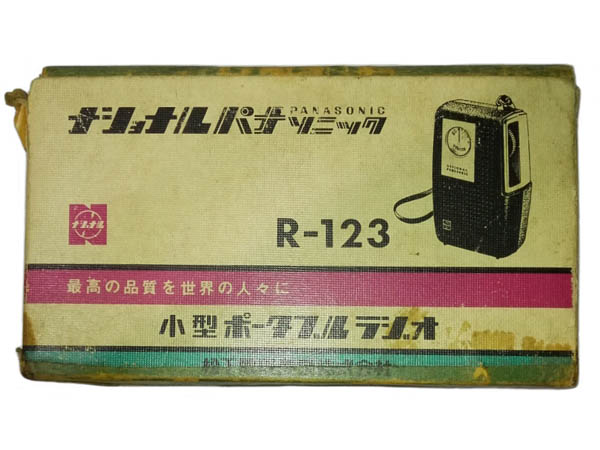 ナショナルパナソニック
PANASONIC
NATIONAL
PANASONIC
ナショナル
R-123
最高の品質を世界の人々に
小型ポータブルラジオ